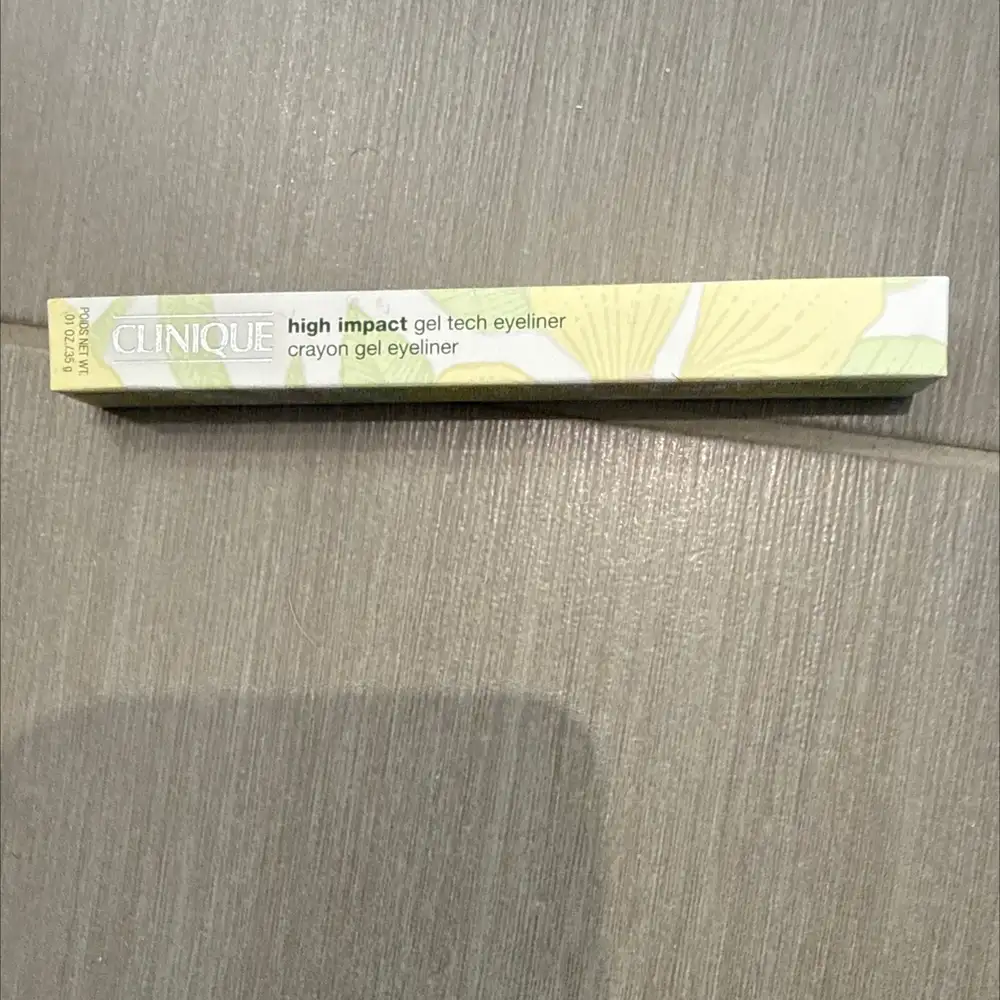 POIDS NET WT.
.01 OZ./.35 g
CLINIQUE
high impact gel tech eyeliner
crayon gel eyeliner